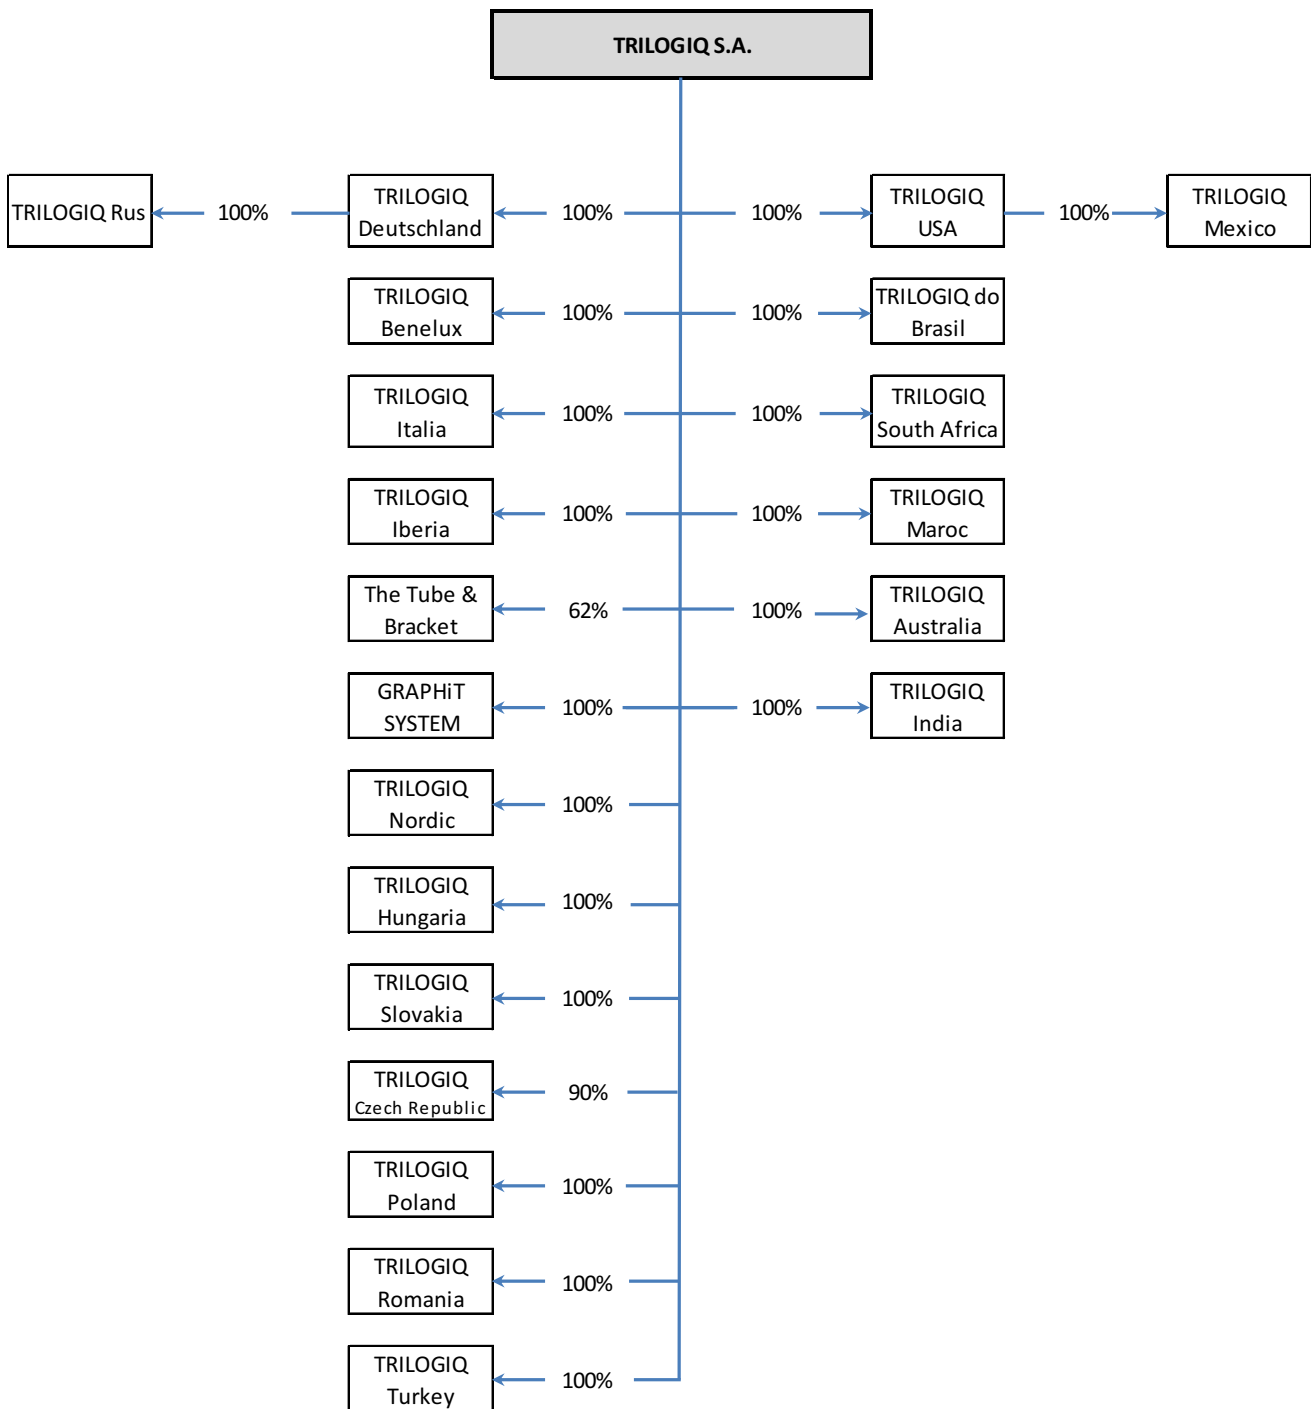 TRILOGIQ S.A.
TRILOGIQ Rus
100%
TRILOGIQ
Deutschland
100%
100%
TRILOGIQ
USA
100%
TRILOGIQ
Mexico
TRILOGIQ
Benelux
100%
100%
TRILOGIQ do
Brasil
TRILOGIQ
Italia
100%
100%
TRILOGIQ
South Africa
TRILOGIQ
Iberia
100%
100%
TRILOGIQ
Maroc
The Tube &
Bracket
62%
100%
TRILOGIQ
Australia
GRAPHiT
SYSTEM
100%
100%
TRILOGIQ
India
TRILOGIQ
Nordic
100%
TRILOGIQ
Hungaria
100%
TRILOGIQ
Slovakia
100%
TRILOGIQ
Czech Republic
90%
TRILOGIQ
Poland
100%
TRILOGIQ
Romania
100%
TRILOGIQ
Turkey
100%